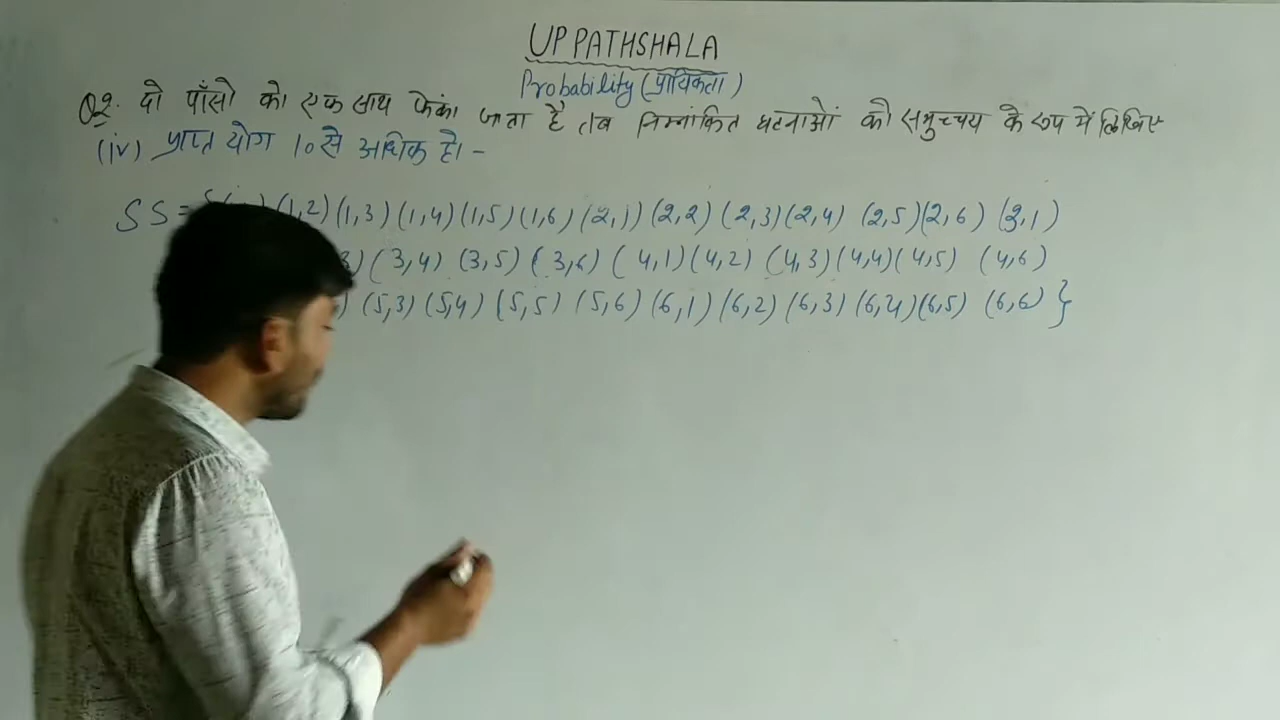 UP PATHSHALA
Probability (प्रायिकता)
Q2. दो पाँसो को एक साथ फेंका जाता है तब निम्नांकित घटनाओं को समुच्चय के रूप में लिखिए
(iv) प्राप्त योग 10 से अधिक हो। -
SS = { (1,2) (1,3) (1,4) (1,5) (1,6) (2,1) (2,2) (2,3) (2,4) (2,5) (2,6) (3,1)
(3,4) (3,5) (3,6) (4,1) (4,2) (4,3) (4,4) (4,5) (4,6)
(5,3) (5,4) (5,5) (5,6) (6,1) (6,2) (6,3) (6,4) (6,5) (6,6) }